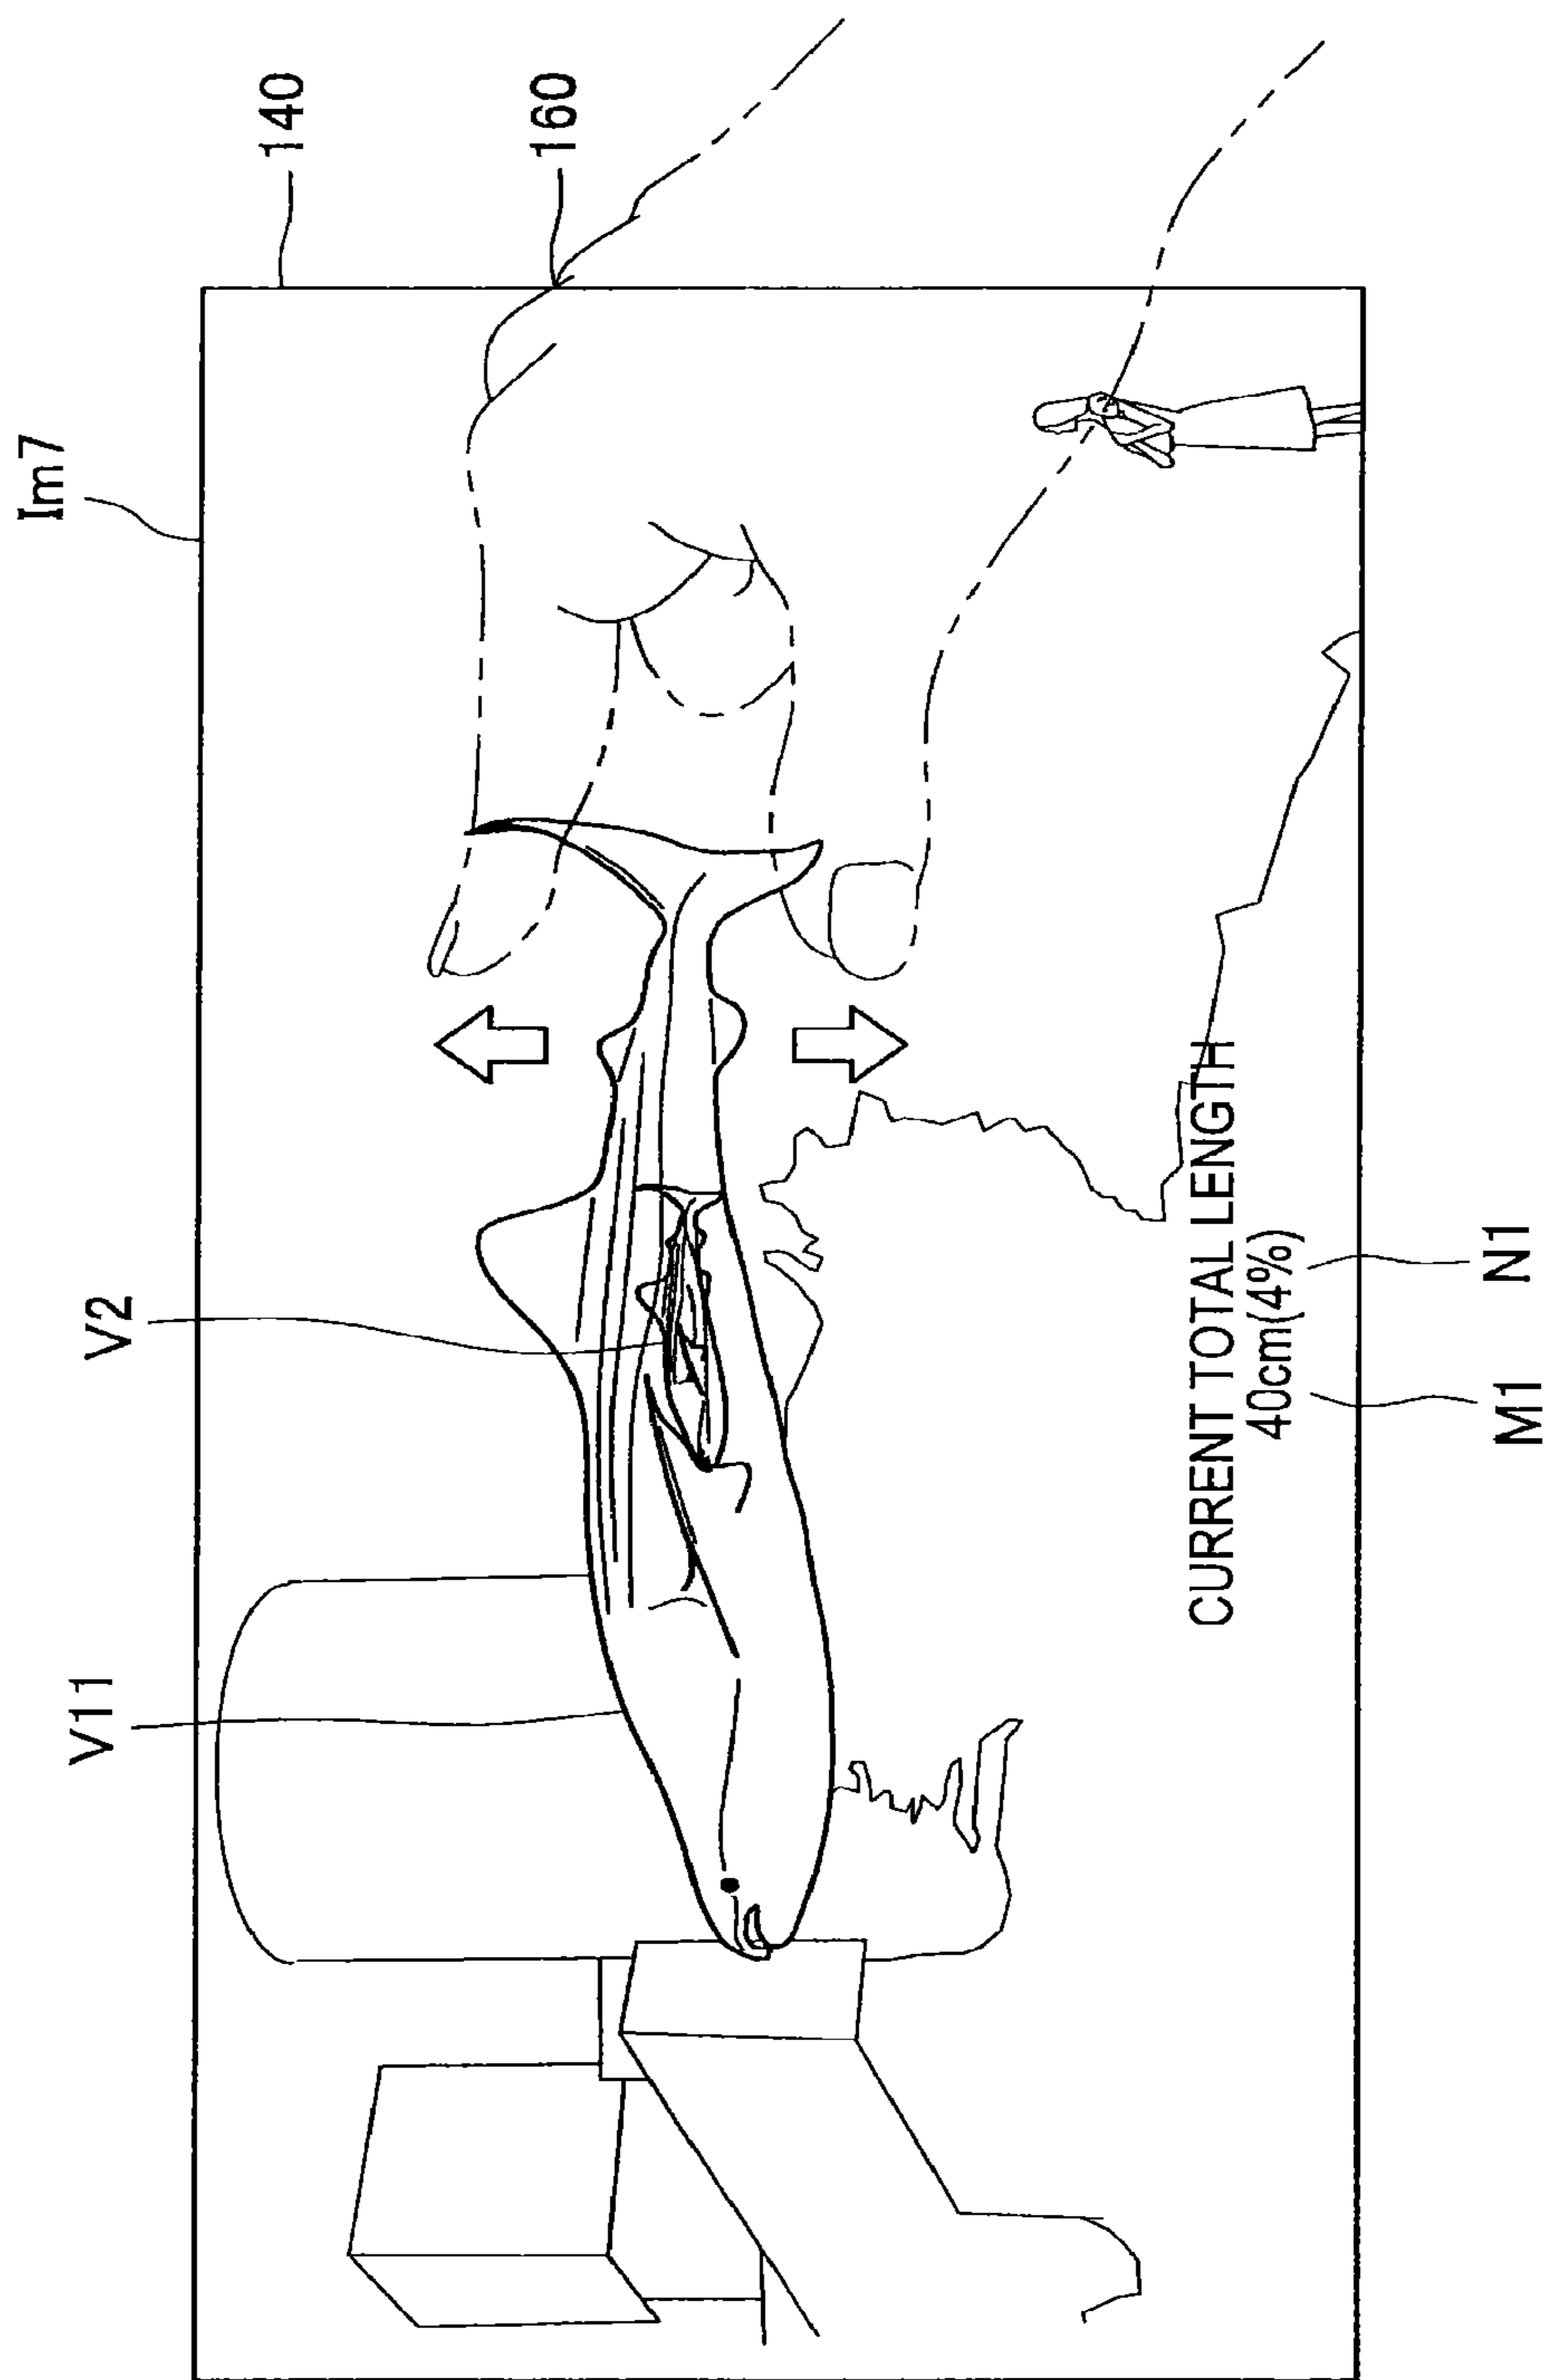 Im7
140
160
V2
V11
CURRENT TOTAL LENGTH
40cm(4%)
N1
M1